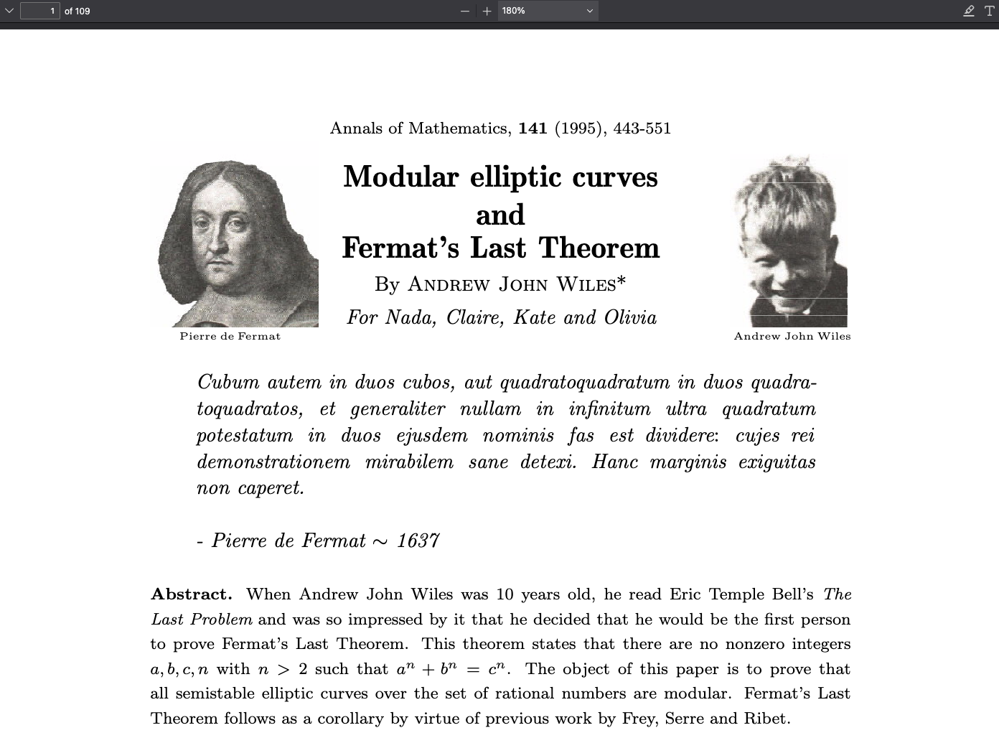 1 of 109
180%
Annals of Mathematics, 141 (1995), 443-551
Modular elliptic curves
and
Fermat's Last Theorem
By ANDREW JOHN WILES*
For Nada, Claire, Kate and Olivia
Pierre de Fermat
Andrew John Wiles
Cubum autem in duos cubos, aut quadratoquadratum in duos quadra-
toquadratos, et generaliter nullam in infinitum ultra quadratum
potestatum in duos ejusdem nominis fas est dividere: cujes rei
demonstrationem mirabilem sane detexi. Hanc marginis exiguitas
non caperet.
- Pierre de Fermat ∼ 1637
Abstract. When Andrew John Wiles was 10 years old, he read Eric Temple Bell's The
Last Problem and was so impressed by it that he decided that he would be the first person
to prove Fermat's Last Theorem. This theorem states that there are no nonzero integers
a, b, c, n with n > 2 such that aⁿ + bⁿ = cⁿ. The object of this paper is to prove that
all semistable elliptic curves over the set of rational numbers are modular. Fermat's Last
Theorem follows as a corollary by virtue of previous work by Frey, Serre and Ribet.